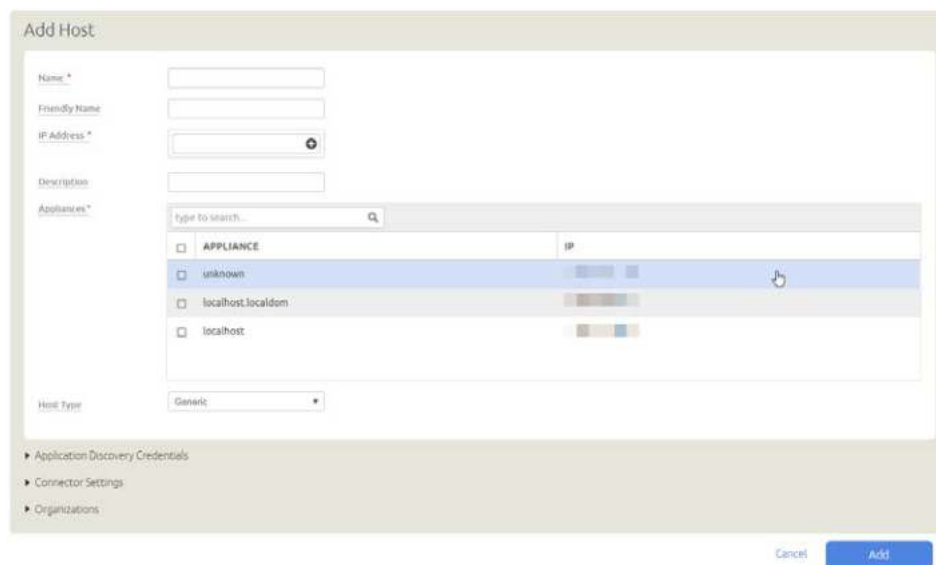 Add Host
Name *
Friendly Name
IP Address *
Description
Appliances*
type to search...
APPLIANCE IP
unknown
localhost.localdom
localhost
Host Type Generic
Application Discovery Credentials
Connector Settings
Organizations
Cancel Add